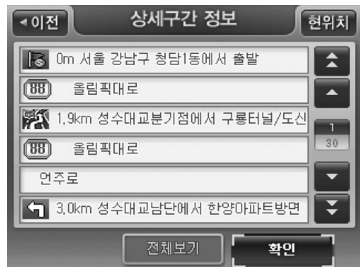 ◂이전
상세구간 정보
현위치
0m 서울 강남구 청담1동에서 출발
88 올림픽대로
1.9km 성수대교분기점에서 구룡터널/도신
88 올림픽대로
언주로
3.0km 성수대교남단에서 한양아파트방면
1
30
전체보기
확인